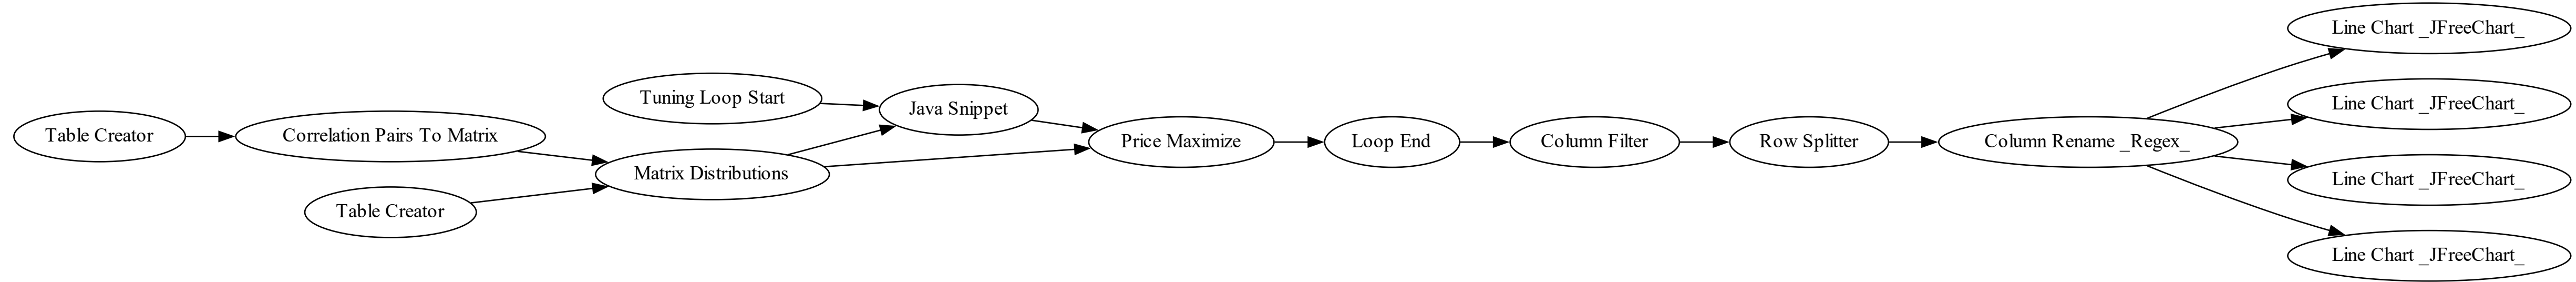 Table Creator
Correlation Pairs To Matrix
Table Creator
Tuning Loop Start
Matrix Distributions
Java Snippet
Price Maximize
Loop End
Column Filter
Row Splitter
Column Rename _Regex_
Line Chart _JFreeChart_
Line Chart _JFreeChart_
Line Chart _JFreeChart_
Line Chart _JFreeChart_